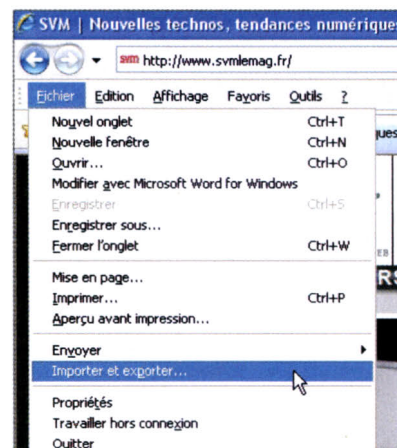 SVM | Nouvelles technos, tendances numériques
svm http://www.svmlemag.fr/
Fichier Edition Affichage Favoris Outils ?
Nouvel onglet Ctrl+T
Nouvelle fenêtre Ctrl+N
Ouvrir... Ctrl+O
Modifier avec Microsoft Word for Windows
Enregistrer Ctrl+S
Enregistrer sous...
Fermer l'onglet Ctrl+W
Mise en page...
Imprimer... Ctrl+P
Aperçu avant impression...
Envoyer
Importer et exporter...
Propriétés
Travailler hors connexion
Quitter